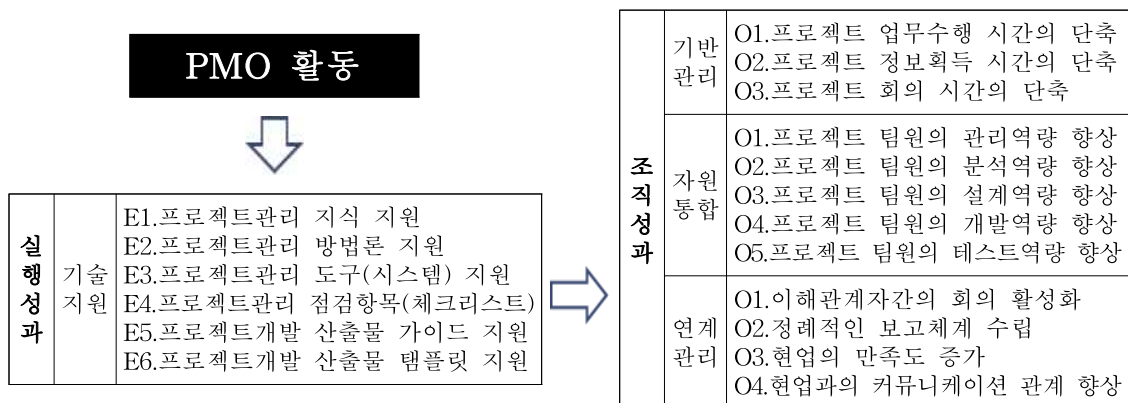 PMO 활동
실행성과
기술지원
E1.프로젝트관리 지식 지원
E2.프로젝트관리 방법론 지원
E3.프로젝트관리 도구(시스템) 지원
E4.프로젝트관리 점검항목(체크리스트)
E5.프로젝트개발 산출물 가이드 지원
E6.프로젝트개발 산출물 탬플릿 지원
조직성과
기반관리
O1.프로젝트 업무수행 시간의 단축
O2.프로젝트 정보획득 시간의 단축
O3.프로젝트 회의 시간의 단축
자원통합
O1.프로젝트 팀원의 관리역량 향상
O2.프로젝트 팀원의 분석역량 향상
O3.프로젝트 팀원의 설계역량 향상
O4.프로젝트 팀원의 개발역량 향상
O5.프로젝트 팀원의 테스트역량 향상
연계관리
O1.이해관계자간의 회의 활성화
O2.정례적인 보고체계 수립
O3.현업의 만족도 증가
O4.현업과의 커뮤니케이션 관계 향상